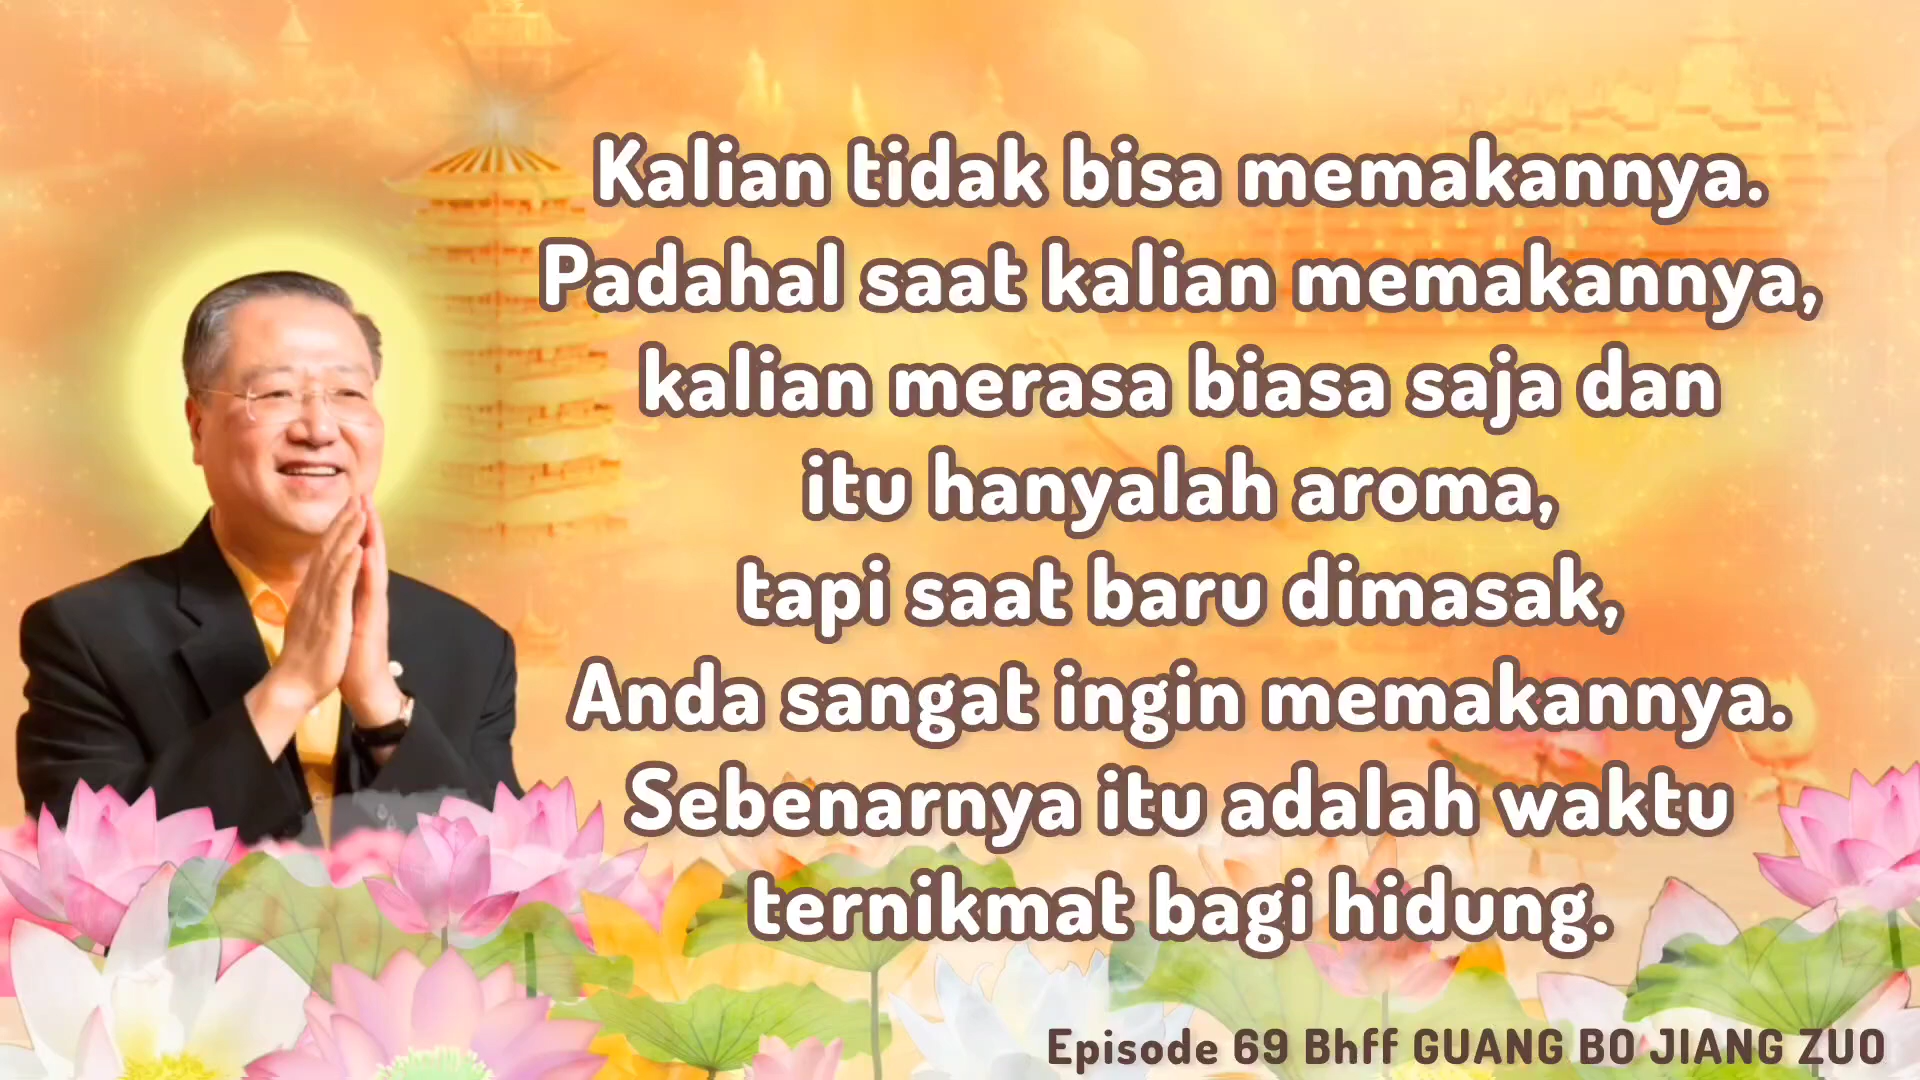 Kalian tidak bisa memakannya.
Padahal saat kalian memakannya,
kalian merasa biasa saja dan
itu hanyalah aroma,
tapi saat baru dimasak,
Anda sangat ingin memakannya.
Sebenarnya itu adalah waktu
ternikmat bagi hidung.
Episode 69 Bhff GUANG BO JIANG ZUO